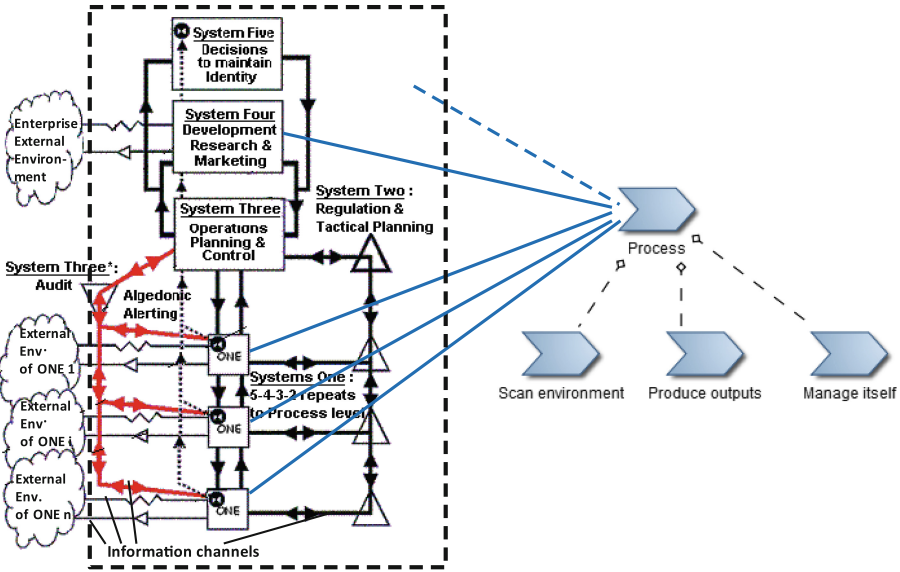 System Five
Decisions
to maintain
Identity
System Four
Development
Research &
Marketing
Enterprise
External
Environ-
ment
System Three
Operations
Planning &
Control
System Two :
Regulation &
Tactical Planning
System Three*:
Audit
Algedonic
Alerting
External
Env.
of ONE 1
ONE
Systems One :
5-4-3-2 repeats
to Process level
External
Env.
of ONE i
ONE
External
Env.
of ONE n
ONE
Information channels
Process
Scan environment
Produce outputs
Manage itself